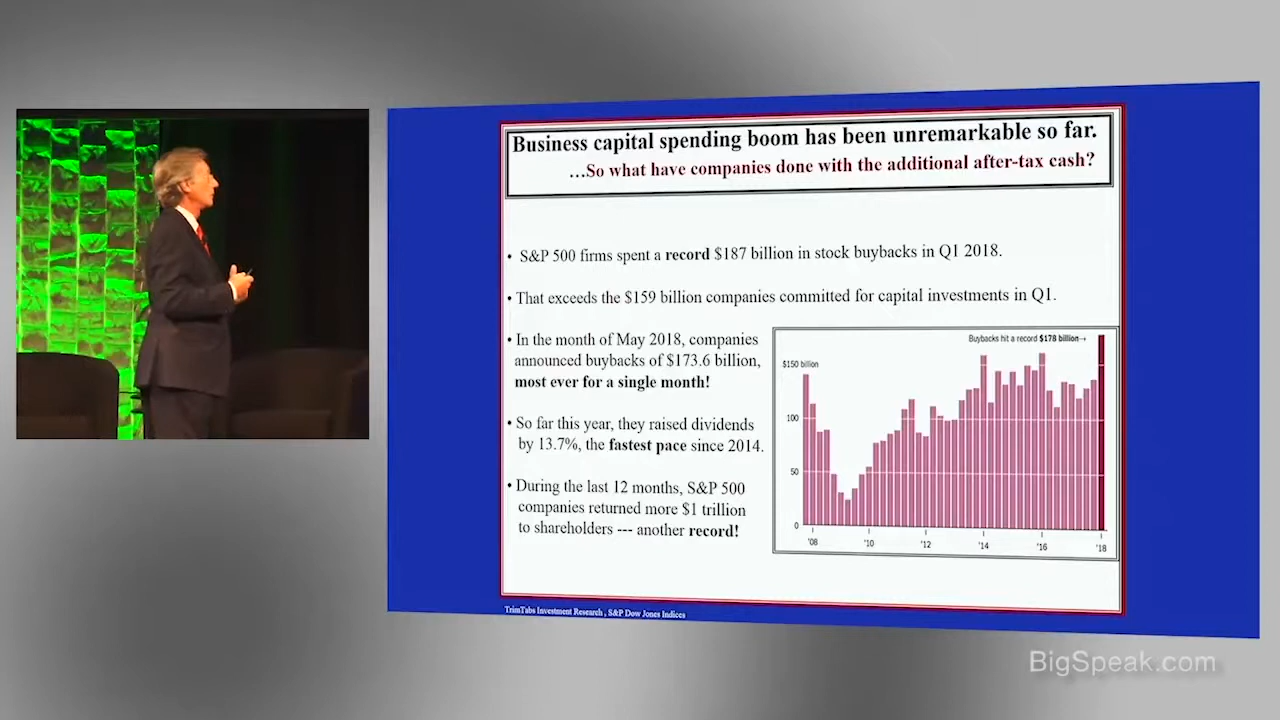 Business capital spending boom has been unremarkable so far.
…So what have companies done with the additional after-tax cash?
• S&P 500 firms spent a record $187 billion in stock buybacks in Q1 2018.
• That exceeds the $159 billion companies committed for capital investments in Q1.
• In the month of May 2018, companies
announced buybacks of $173.6 billion,
most ever for a single month!
• So far this year, they raised dividends
by 13.7%, the fastest pace since 2014.
• During the last 12 months, S&P 500
companies returned more $1 trillion
to shareholders --- another record!
Buybacks hit a record $178 billion→
$150 billion
100
50
0
'08 '10 '12 '14 '16 '18
TrimTabs Investment Research , S&P Dow Jones Indices
BigSpeak.com